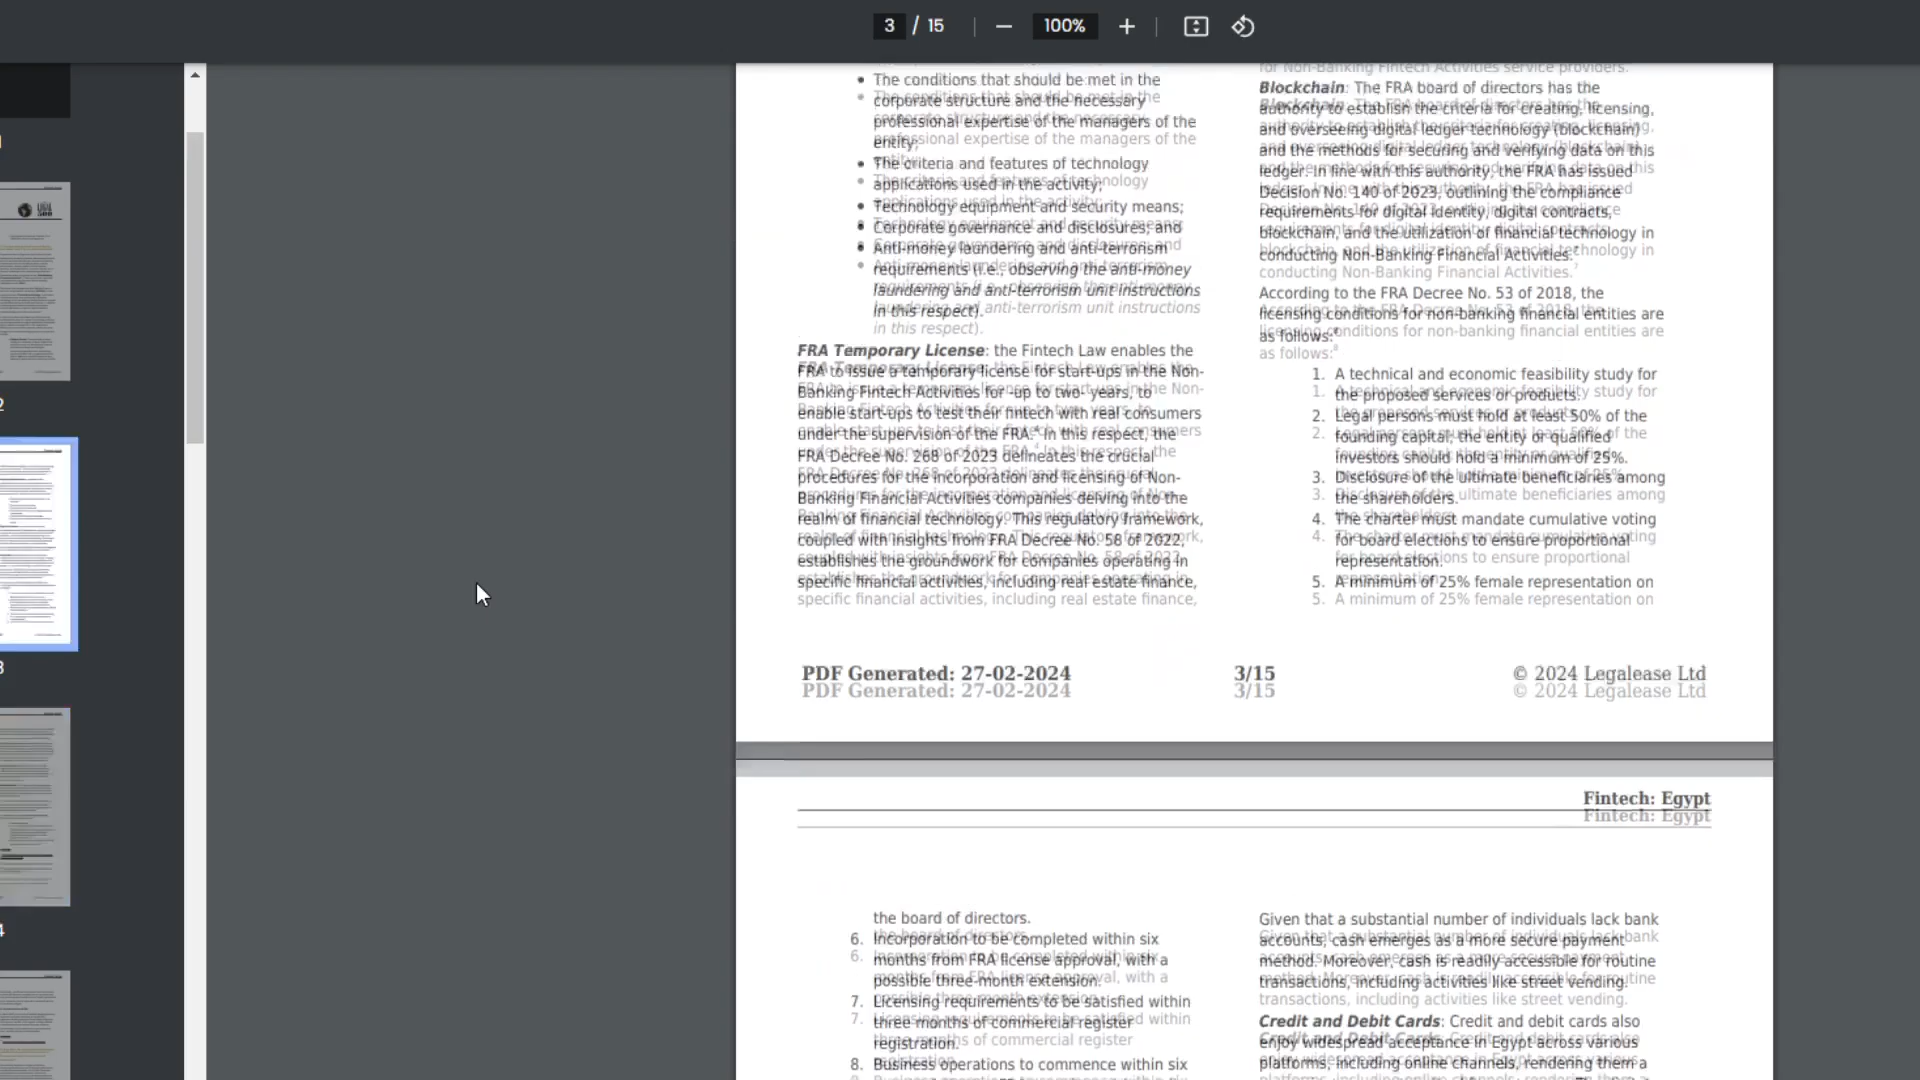 3 / 15
100%
The conditions that should be met in the
corporate structure and the necessary
professional expertise of the managers of the
entity;
The criteria and features of technology
applications used in the activity;
Technology equipment and security means;
Corporate governance and disclosures; and
Anti-money laundering and anti-terrorism
requirements (i.e., observing the anti-money
laundering and anti-terrorism unit instructions
in this respect).
FRA Temporary License: the Fintech Law enables the
FRA to issue a temporary license for start-ups in the Non-
Banking Fintech Activities for -up to two- years, to
enable start-ups to test their fintech with real consumers
under the supervision of the FRA. In this respect, the
FRA Decree No. 268 of 2023 delineates the crucial
procedures for the incorporation and licensing of Non-
Banking Financial Activities companies delving into the
realm of financial technology. This regulatory framework,
coupled with insights from FRA Decree No. 58 of 2022,
establishes the groundwork for companies operating in
specific financial activities, including real estate finance,
for Non-Banking Fintech Activities service providers.
Blockchain: The FRA board of directors has the
authority to establish the criteria for creating, licensing,
and overseeing digital ledger technology (blockchain)
and the methods for securing and verifying data on this
ledger. In line with this authority, the FRA has issued
Decision No. 140 of 2023, outlining the compliance
requirements for digital identity, digital contracts,
blockchain, and the utilization of financial technology in
conducting Non-Banking Financial Activities.7
According to the FRA Decree No. 53 of 2018, the
licensing conditions for non-banking financial entities are
as follows:8
1. A technical and economic feasibility study for
the proposed services or products.
2. Legal persons must hold at least 50% of the
founding capital; the entity or qualified
investors should hold a minimum of 25%.
3. Disclosure of the ultimate beneficiaries among
the shareholders.
4. The charter must mandate cumulative voting
for board elections to ensure proportional
representation.
5. A minimum of 25% female representation on
PDF Generated: 27-02-2024
3/15
© 2024 Legalease Ltd
Fintech: Egypt
the board of directors.
6. Incorporation to be completed within six
months from FRA license approval, with a
possible three-month extension.
7. Licensing requirements to be satisfied within
three months of commercial register
registration.
8. Business operations to commence within six
Given that a substantial number of individuals lack bank
accounts, cash emerges as a more secure payment
method. Moreover, cash is readily accessible for routine
transactions, including activities like street vending.
Credit and Debit Cards: Credit and debit cards also
enjoy widespread acceptance in Egypt across various
platforms, including online channels, rendering them a
2
3
4